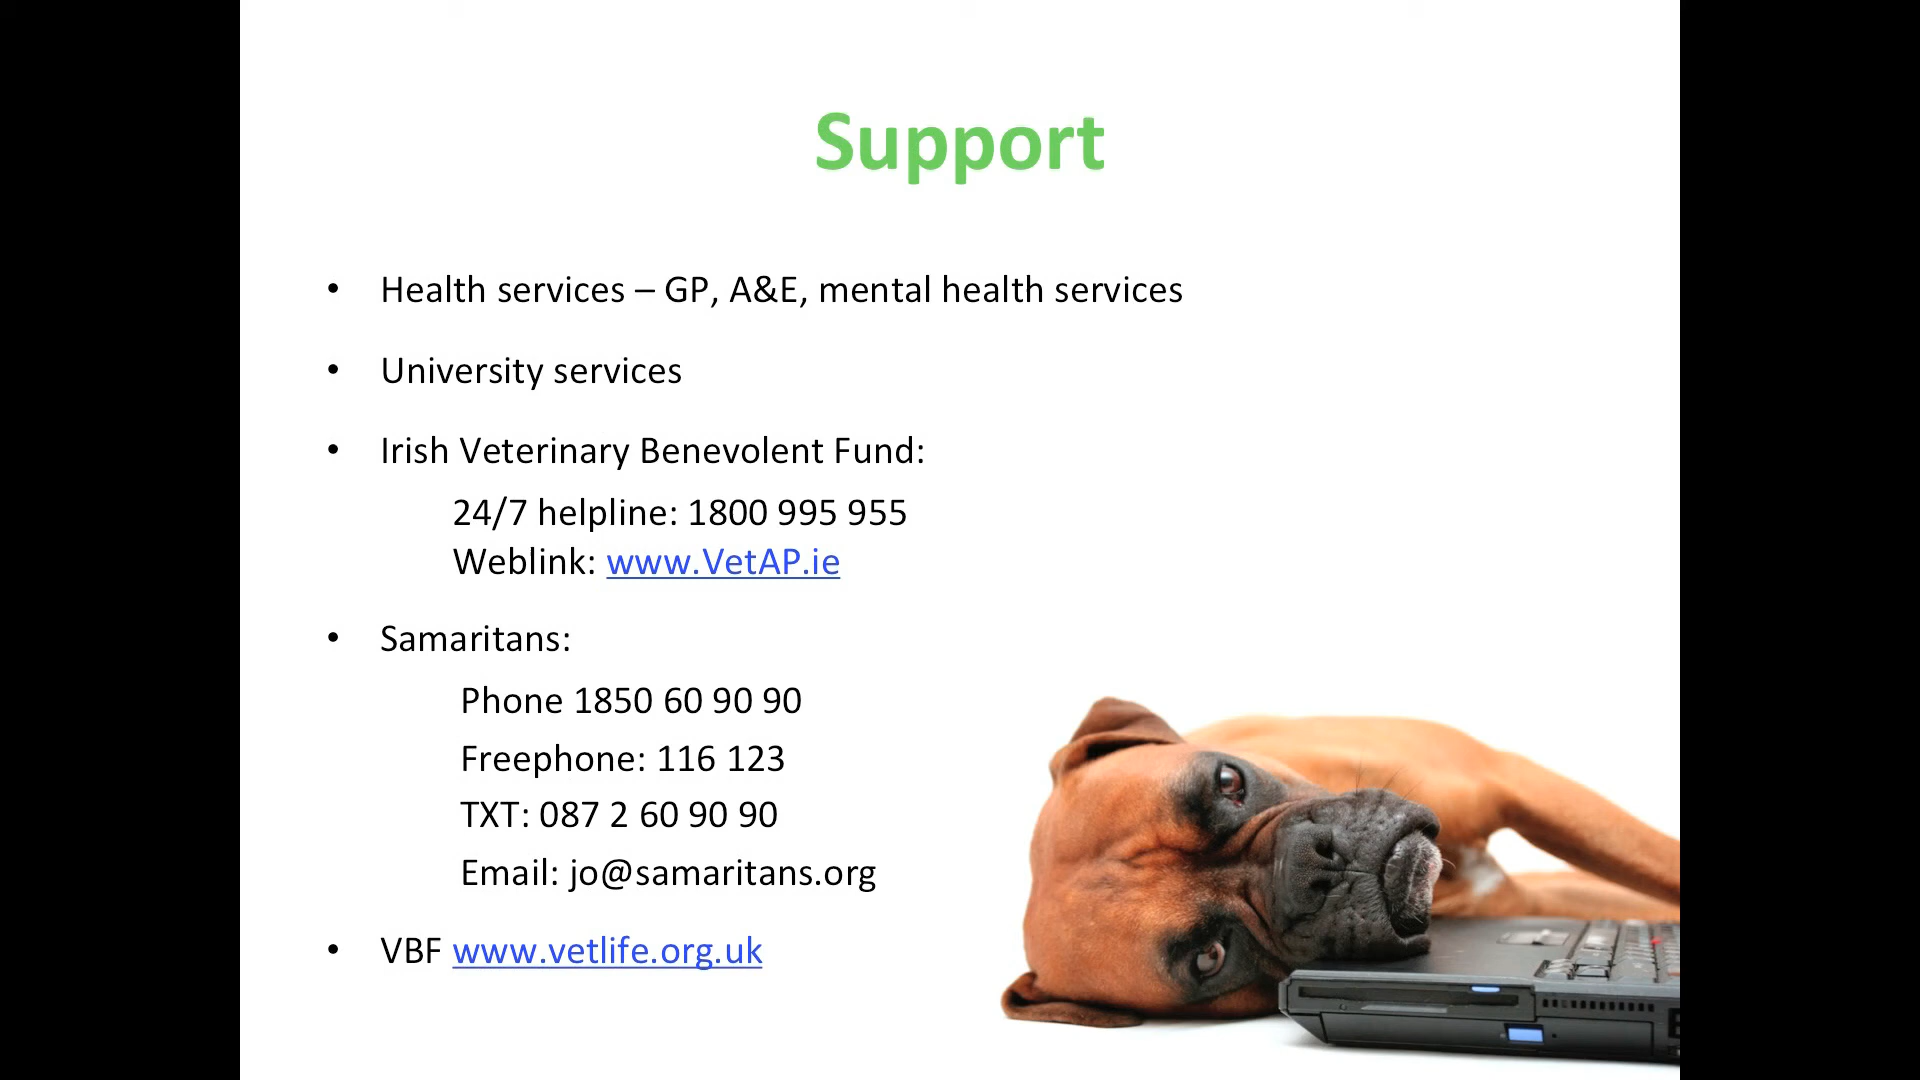 Support
• Health services – GP, A&E, mental health services
• University services
• Irish Veterinary Benevolent Fund:
24/7 helpline: 1800 995 955
Weblink: www.VetAP.ie
• Samaritans:
Phone 1850 60 90 90
Freephone: 116 123
TXT: 087 2 60 90 90
Email: jo@samaritans.org
• VBF www.vetlife.org.uk